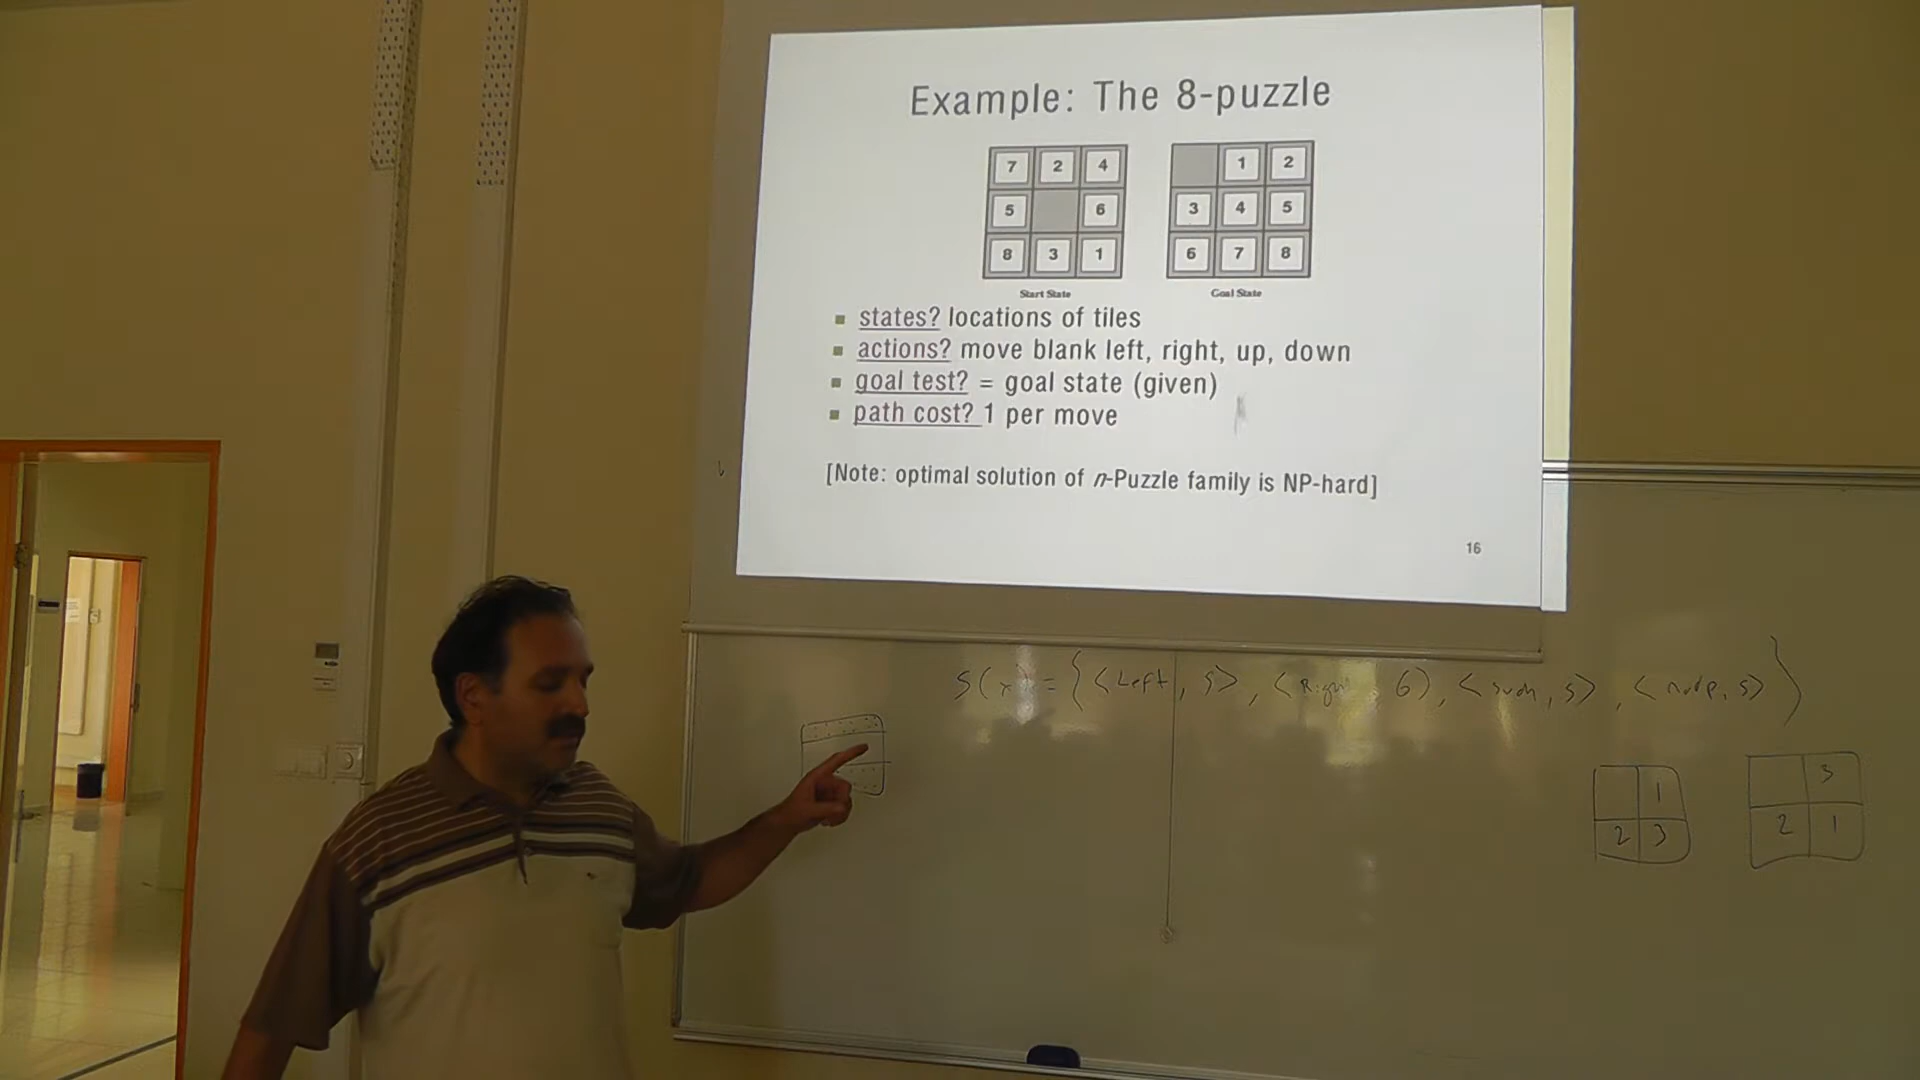 Example: The 8-puzzle
7 2 4
5 6
8 3 1
Start State
1 2
3 4 5
6 7 8
Goal State
states? locations of tiles
actions? move blank left, right, up, down
goal test? = goal state (given)
path cost? 1 per move
[Note: optimal solution of n-Puzzle family is NP-hard]
16
S(x) = {<Left, S>, < , 6), < , S>, < , S>}
1
2 3
3
2 1